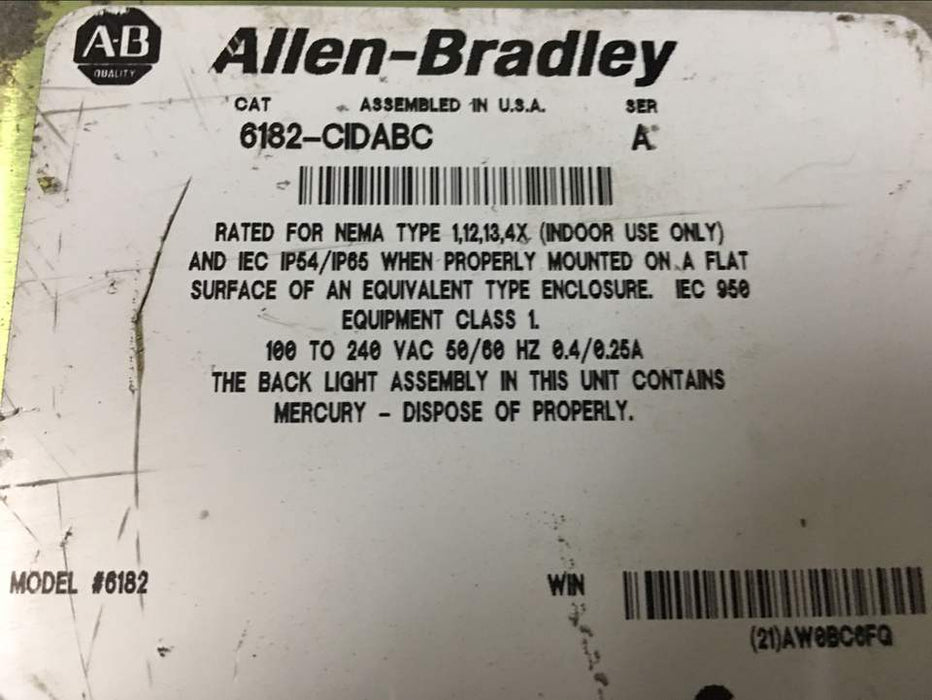 A-B
QUALITY
Allen-Bradley
CAT ASSEMBLED IN U.S.A. SER
6182-CIDABC A
RATED FOR NEMA TYPE 1,12,13,4X (INDOOR USE ONLY)
AND IEC IP54/IP65 WHEN PROPERLY MOUNTED ON A FLAT
SURFACE OF AN EQUIVALENT TYPE ENCLOSURE. IEC 950
EQUIPMENT CLASS 1.
100 TO 240 VAC 50/60 HZ 0.4/0.25A
THE BACK LIGHT ASSEMBLY IN THIS UNIT CONTAINS
MERCURY - DISPOSE OF PROPERLY.
MODEL #6182 WIN